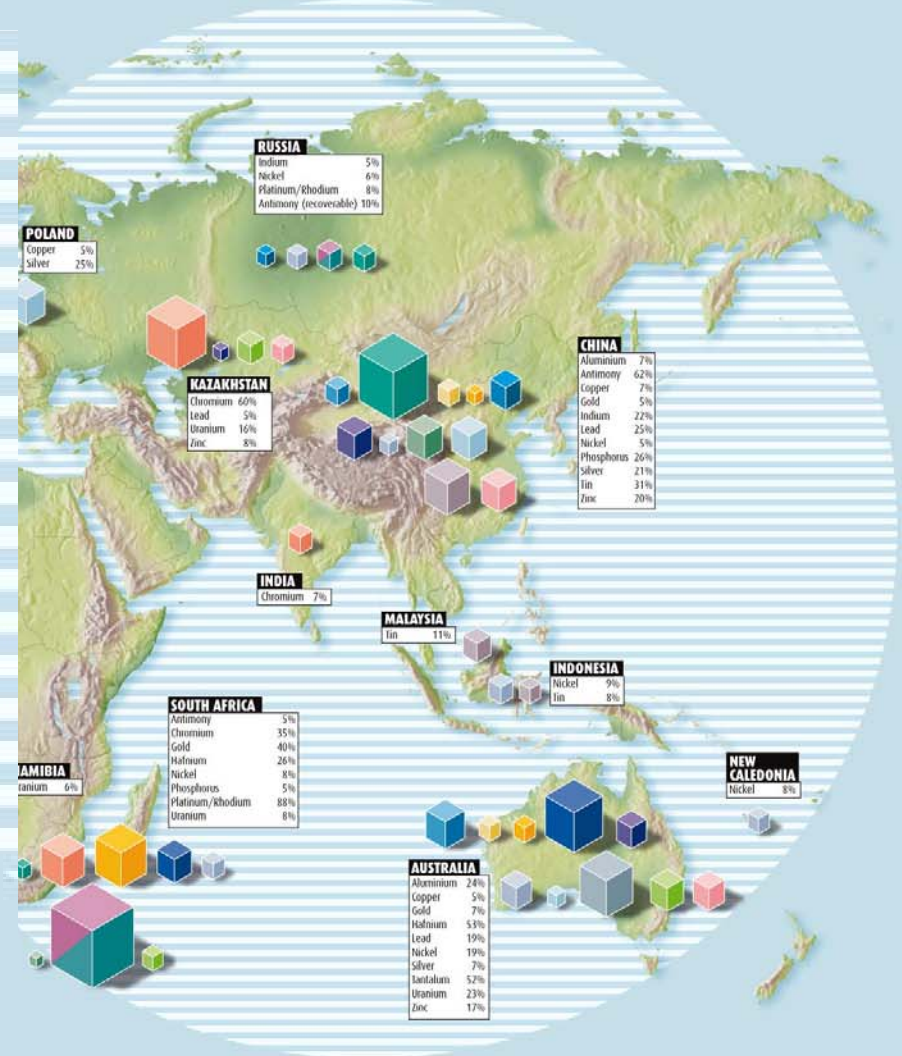 RUSSIA
Indium 5%
Nickel 6%
Platinum/Rhodium 8%
Antimony (recoverable) 10%
POLAND
Copper 5%
Silver 25%
KAZAKHSTAN
Chromium 60%
Lead 5%
Uranium 16%
Zinc 8%
CHINA
Aluminium 7%
Antimony 62%
Copper 7%
Gold 5%
Indium 22%
Lead 25%
Nickel 5%
Phosphorus 26%
Silver 21%
Tin 31%
Zinc 20%
INDIA
Chromium 7%
MALAYSIA
Tin 11%
INDONESIA
Nickel 9%
Tin 8%
SOUTH AFRICA
Antimony 5%
Chromium 35%
Gold 40%
Hafnium 26%
Nickel 8%
Phosphorus 5%
Platinum/Rhodium 88%
Uranium 8%
AMIBIA
ranium 6%
NEW
CALEDONIA
Nickel 8%
AUSTRALIA
Aluminium 24%
Copper 5%
Gold 7%
Hafnium 53%
Lead 19%
Nickel 19%
Silver 7%
Tantalum 52%
Uranium 23%
Zinc 17%